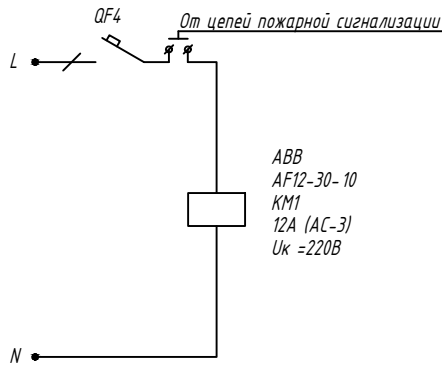 QF4
От цепей пожарной сигнализации
L
ABB
AF12-30-10
KM1
12A (AC-3)
Uк =220В
N